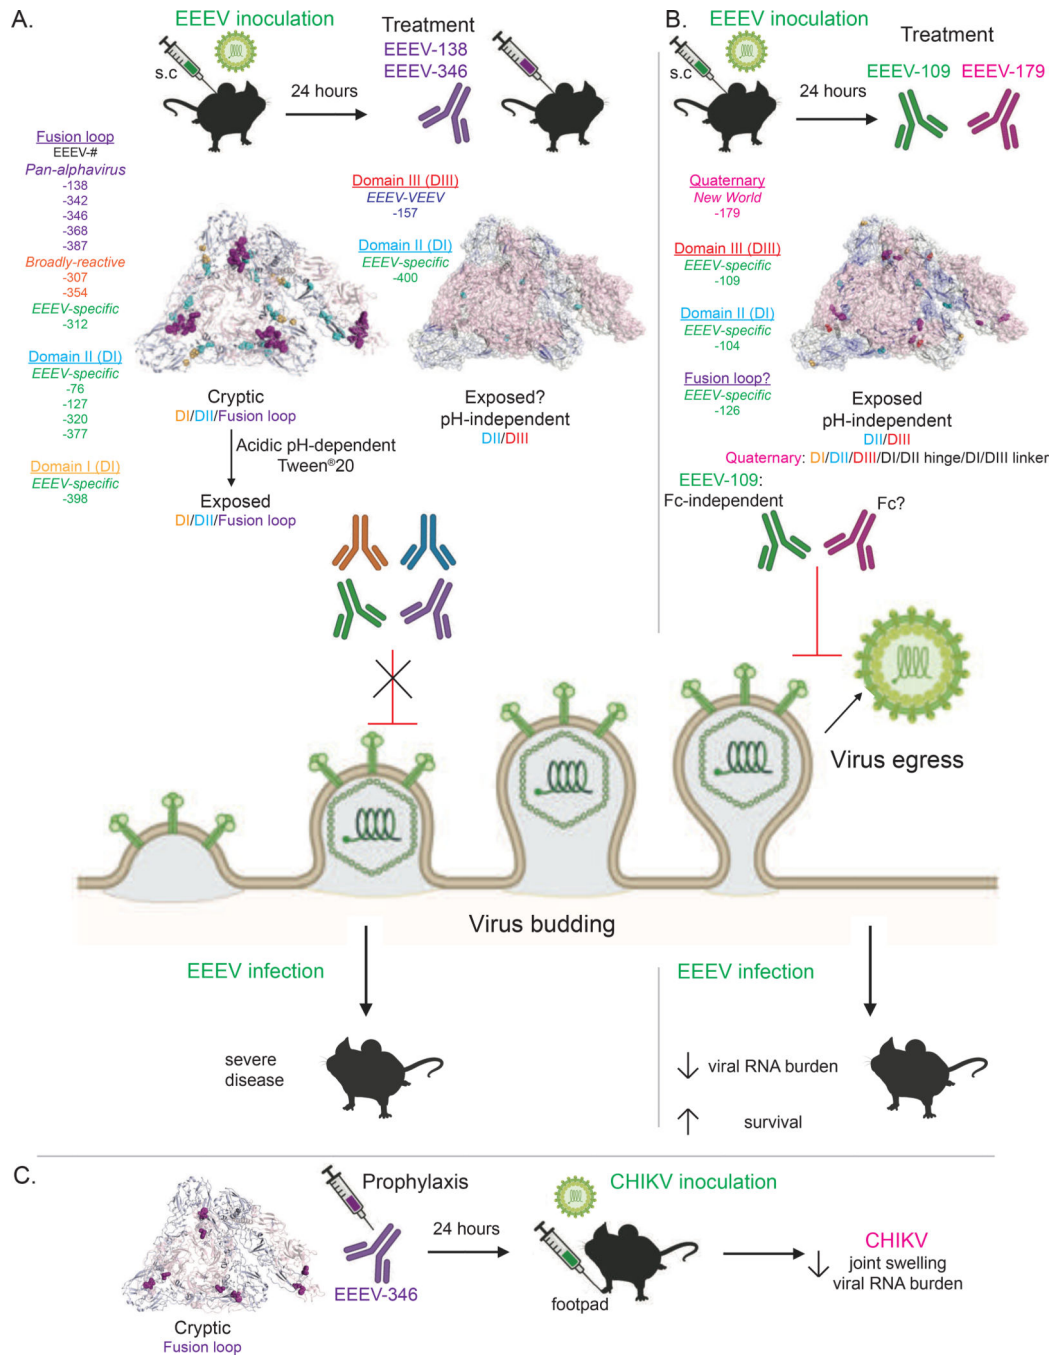 A.
EEEV inoculation
s.c
24 hours
Treatment
EEEV-138
EEEV-346
Fusion loop
EEEV-#
Pan-alphavirus
-138
-342
-346
-368
-387
Broadly-reactive
-307
-354
EEEV-specific
-312
Domain II (DI)
EEEV-specific
-76
-127
-320
-377
Domain I (DI)
EEEV-specific
-398
Domain III (DIII)
EEEV-VEEV
-157
Domain II (DI)
EEEV-specific
-400
Cryptic
DI/DII/Fusion loop
Acidic pH-dependent
Tween®20
Exposed
DI/DII/Fusion loop
Exposed?
pH-independent
DII/DIII
B.
EEEV inoculation
s.c
24 hours
Treatment
EEEV-109 EEEV-179
Quaternary
New World
-179
Domain III (DIII)
EEEV-specific
-109
Domain II (DI)
EEEV-specific
-104
Fusion loop?
EEEV-specific
-126
Exposed
pH-independent
DII/DIII
Quaternary: DI/DII/DIII/DI/DII hinge/DI/DIII linker
EEEV-109:
Fc-independent
Fc?
Virus egress
Virus budding
EEEV infection
severe
disease
EEEV infection
↓ viral RNA burden
↑ survival
C.
Cryptic
Fusion loop
Prophylaxis
EEEV-346
24 hours
CHIKV inoculation
footpad
CHIKV
↓ joint swelling
viral RNA burden